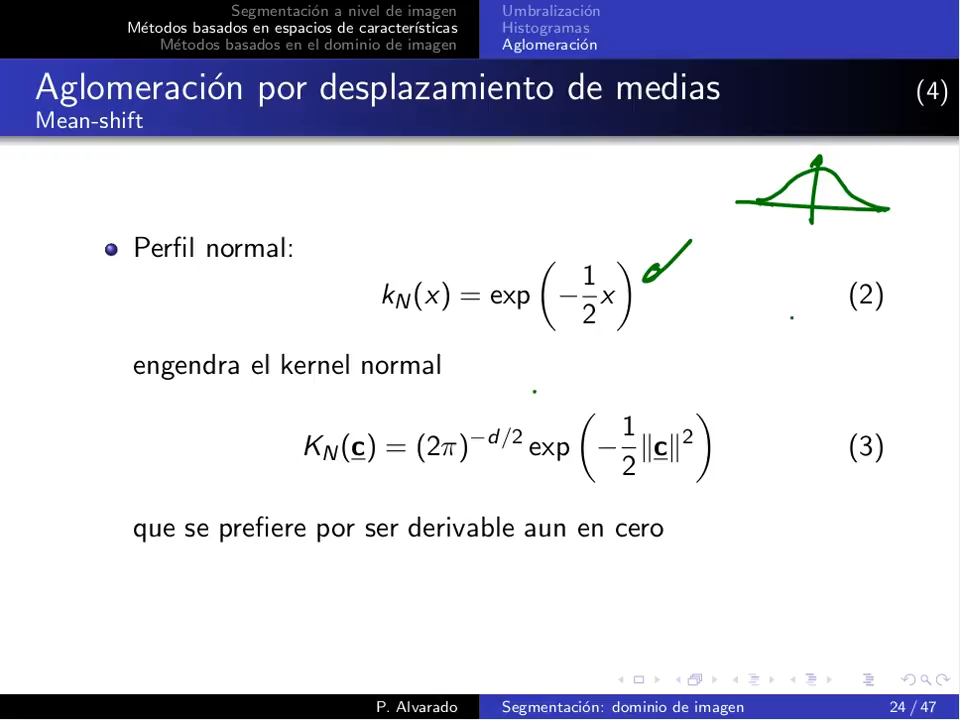 Segmentación a nivel de imagen
Métodos basados en espacios de características
Métodos basados en el dominio de imagen
Umbralización
Histogramas
Aglomeración
Aglomeración por desplazamiento de medias (4)
Mean-shift
Perfil normal:
k_N(x) = exp(−1/2 x) (2)
engendra el kernel normal
K_N(c) = (2π)^{−d/2} exp(−1/2 ‖c‖²) (3)
que se prefiere por ser derivable aun en cero
P. Alvarado Segmentación: dominio de imagen 24 / 47